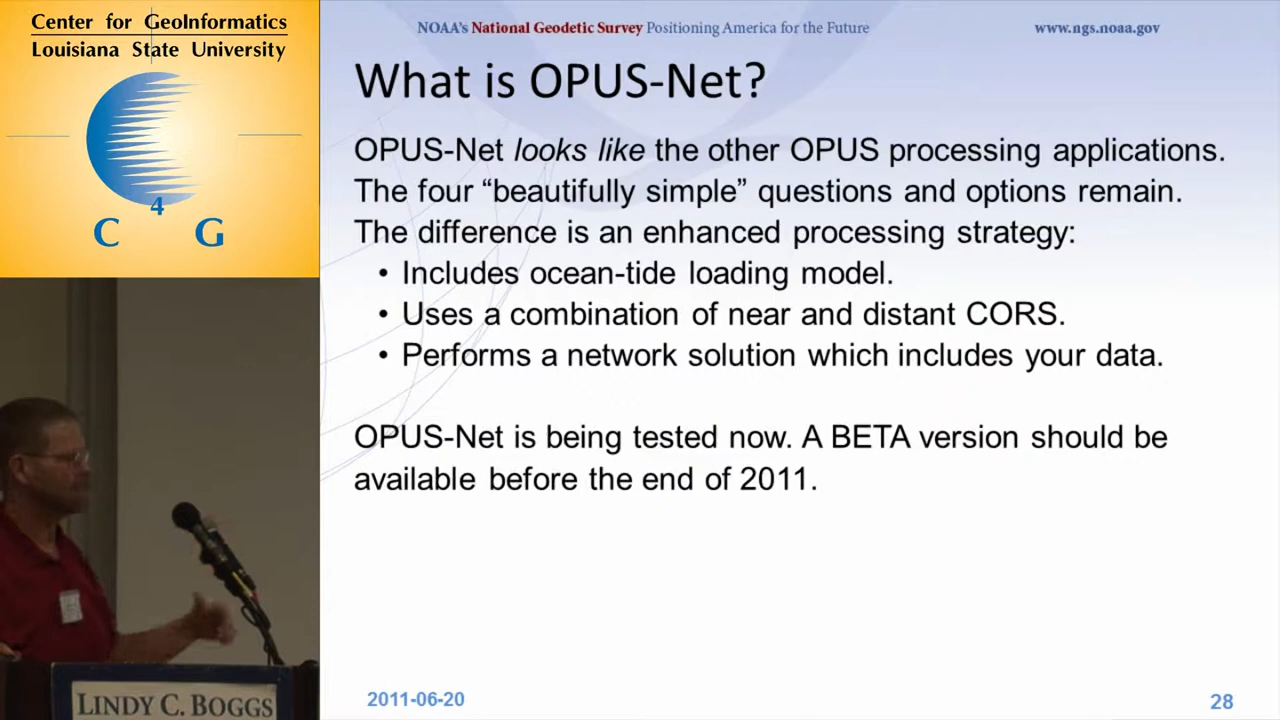 Center for GeoInformatics
Louisiana State University
C 4 G
NOAA's National Geodetic Survey Positioning America for the Future
www.ngs.noaa.gov
What is OPUS-Net?
OPUS-Net looks like the other OPUS processing applications.
The four “beautifully simple” questions and options remain.
The difference is an enhanced processing strategy:
• Includes ocean-tide loading model.
• Uses a combination of near and distant CORS.
• Performs a network solution which includes your data.
OPUS-Net is being tested now. A BETA version should be
available before the end of 2011.
LINDY C. BOGGS
2011-06-20
28